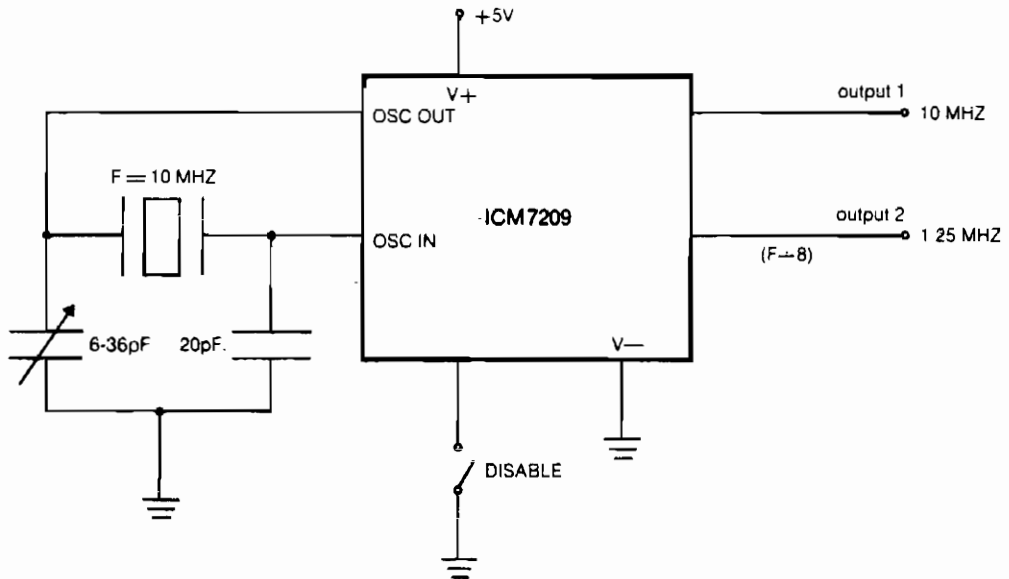 +5V
V+
OSC OUT
output 1
10 MHZ
F = 10 MHZ
ICM7209
OSC IN
output 2
1 25 MHZ
(F÷8)
6-36pF
20pF.
V—
DISABLE